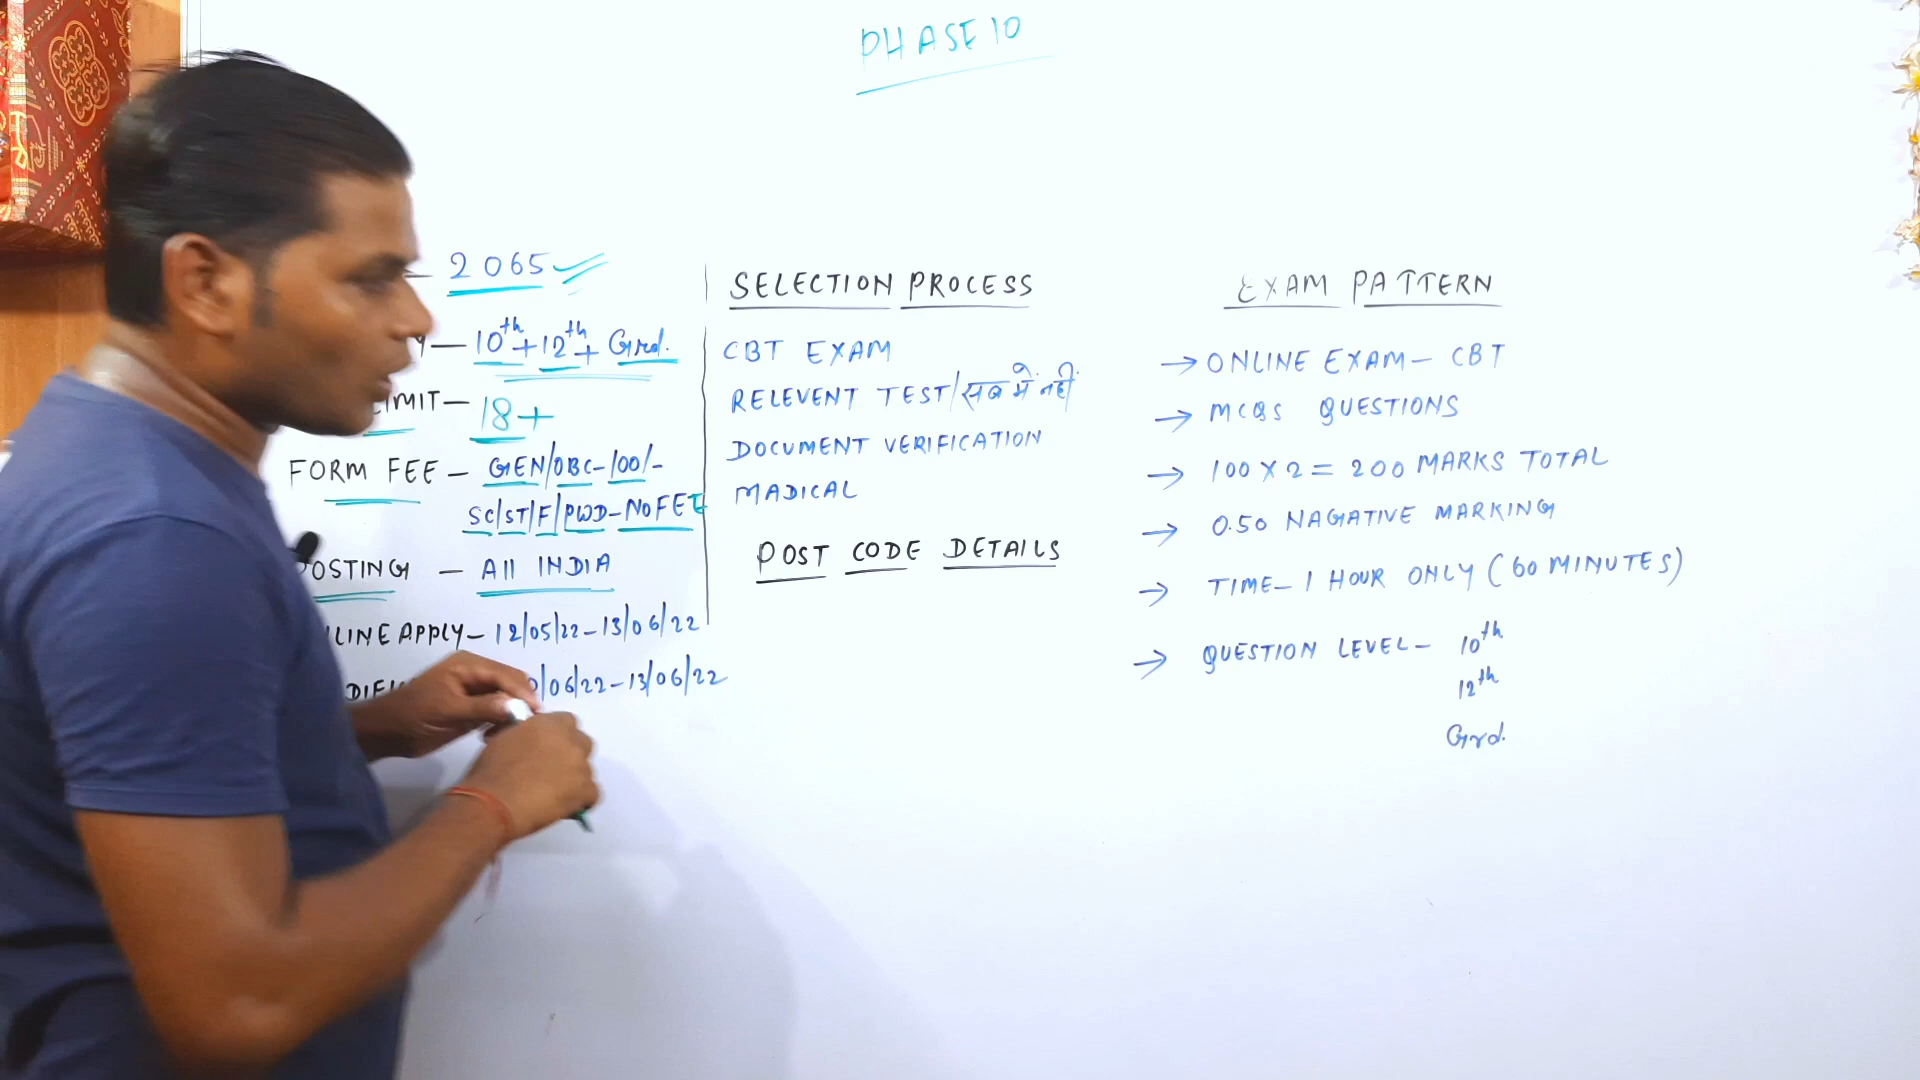 PHASE 10
— 2065
— 10th + 12th + Grd.
LIMIT — 18+
FORM FEE — GEN/OBC-100/-
SC/ST/F/PWD-NO FEE
POSTING — All INDIA
LINE APPLY — 12/05/22 - 13/06/22
/06/22 - 13/06/22
SELECTION PROCESS
CBT EXAM
RELEVENT TEST/सब में नहीं
DOCUMENT VERIFICATION
MADICAL
POST CODE DETAILS
EXAM PATTERN
→ ONLINE EXAM — CBT
→ MCQS QUESTIONS
→ 100 X 2 = 200 MARKS TOTAL
→ 0.50 NAGATIVE MARKING
→ TIME — 1 HOUR ONLY (60 MINUTES)
→ QUESTION LEVEL — 10th
12th
Grd.